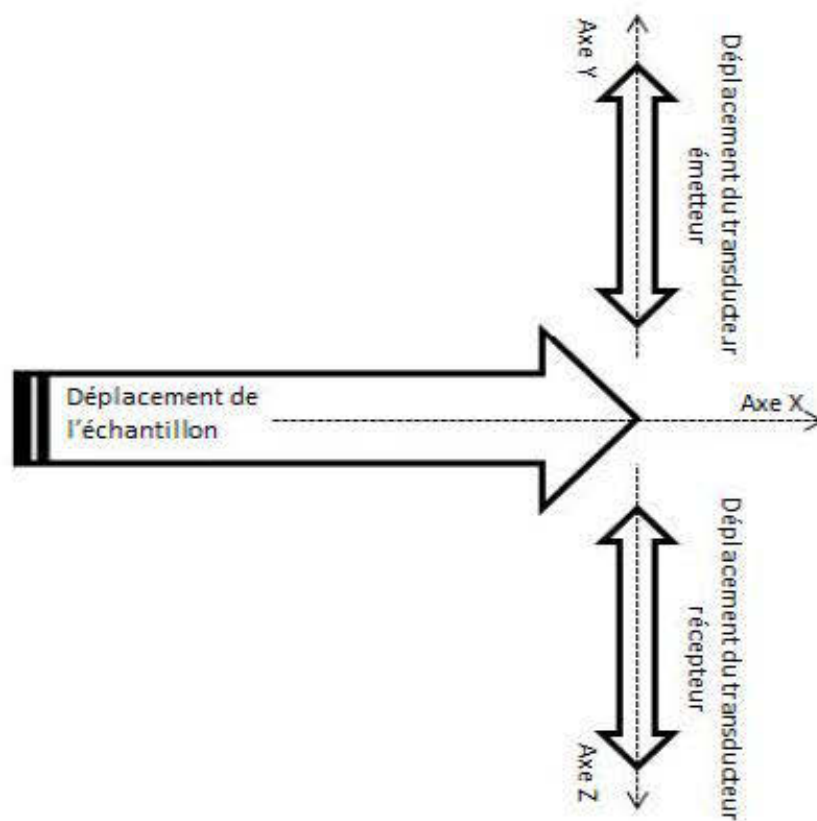 Axe Y
Déplacement du transducteur
émetteur
Déplacement de
l'échantillon
Axe X
Déplacement du transducteur
récepteur
Axe Z